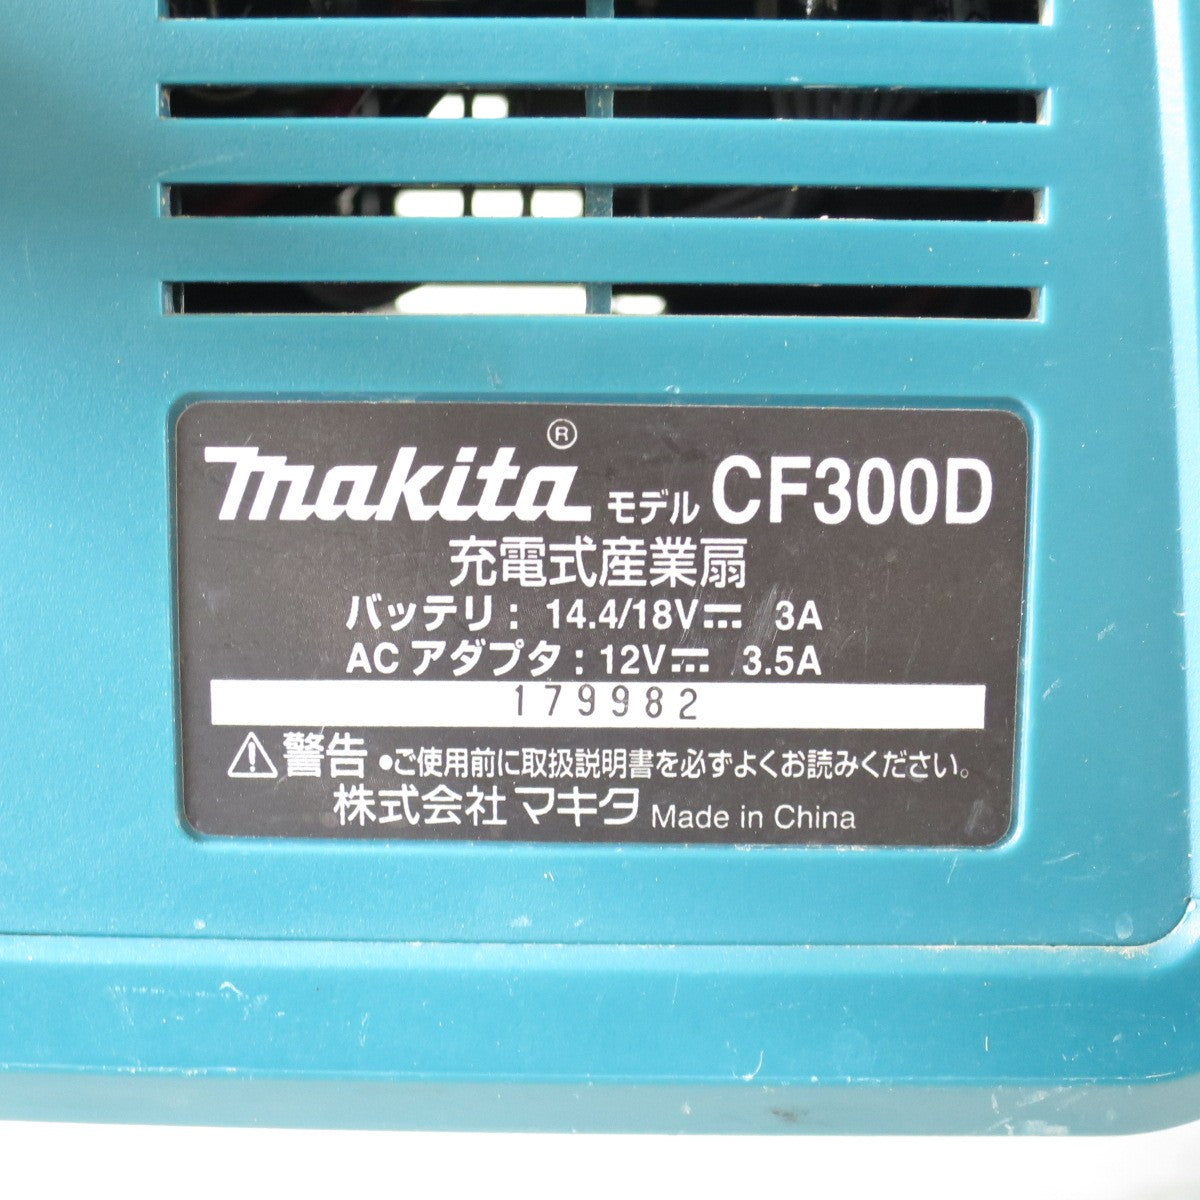 makita® モデル CF300D
充電式産業扇
バッテリ: 14.4/18V⎓ 3A
AC アダプタ: 12V⎓ 3.5A
179982
⚠警告 ●ご使用前に取扱説明書を必ずよくお読みください。
株式会社 マキタ Made in China